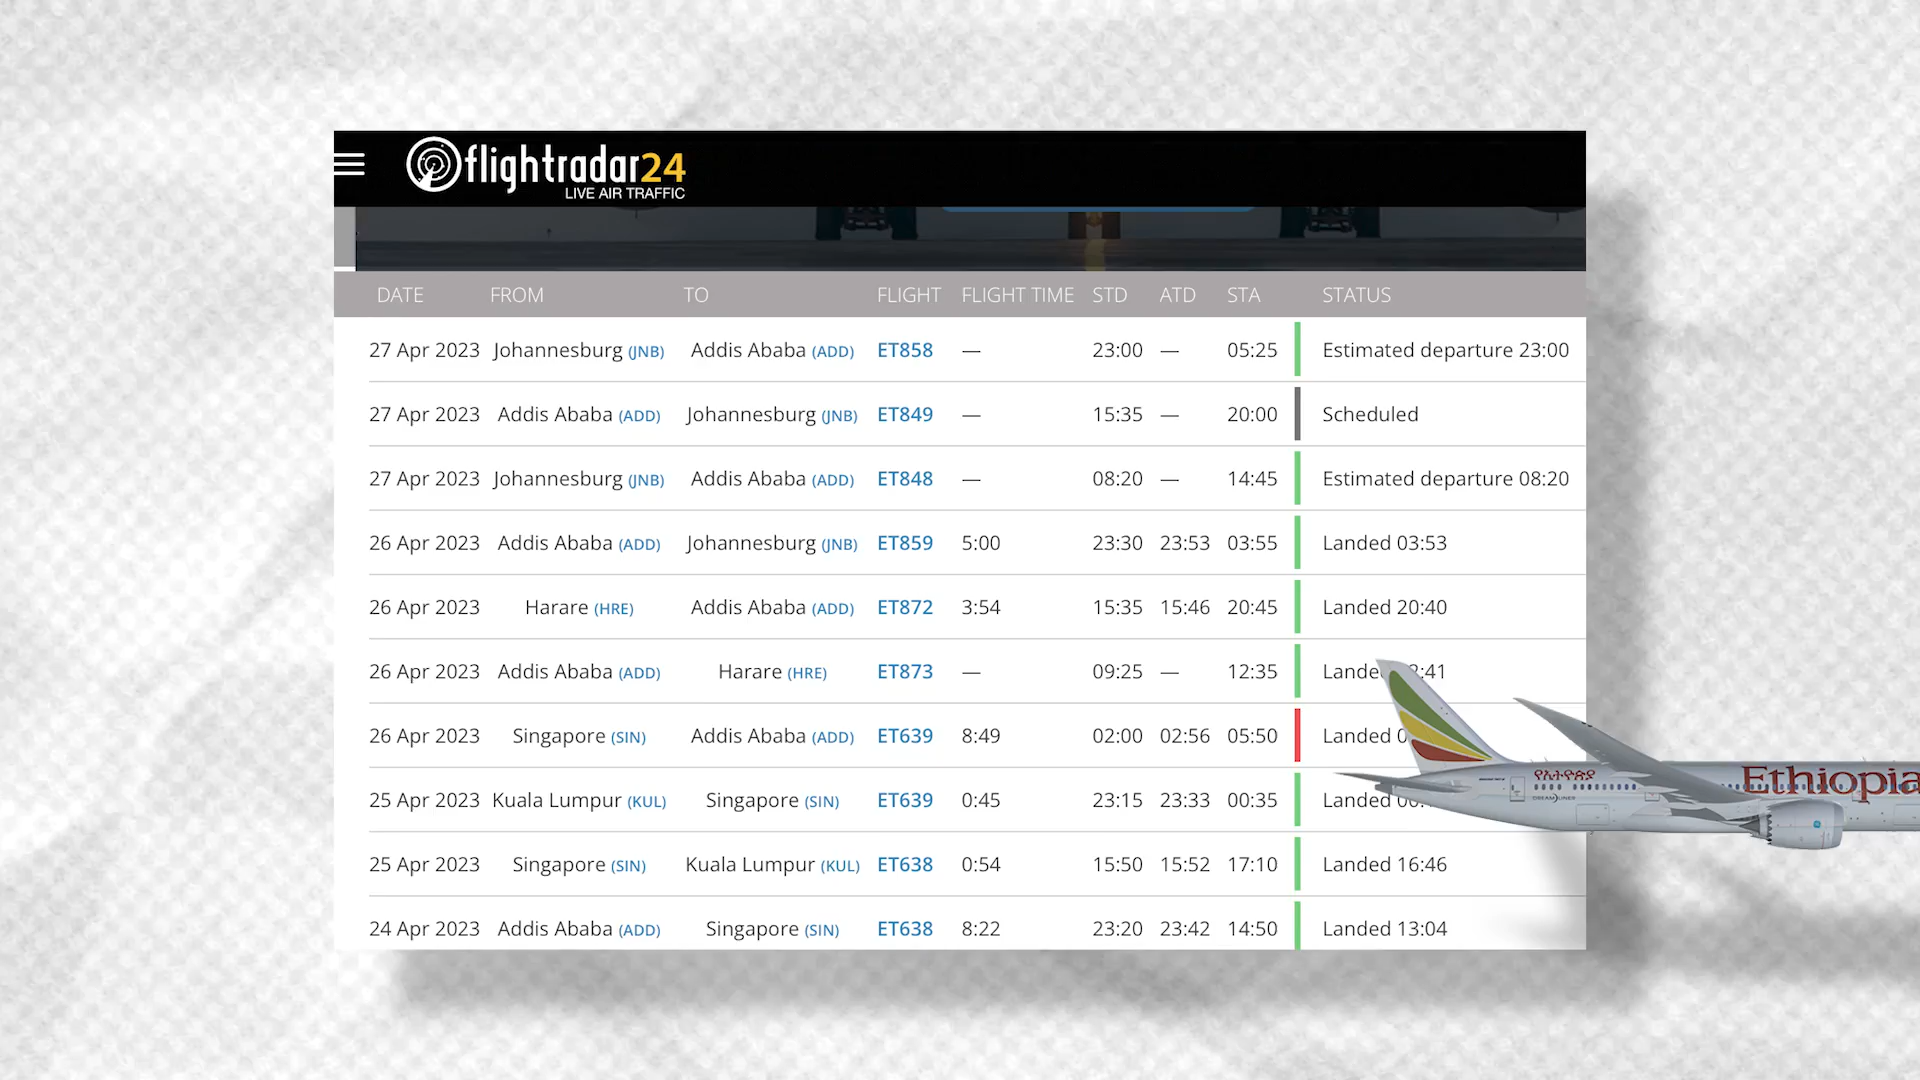 flightradar24
LIVE AIR TRAFFIC
DATE FROM TO FLIGHT FLIGHT TIME STD ATD STA STATUS
27 Apr 2023 Johannesburg (JNB) Addis Ababa (ADD) ET858 — 23:00 — 05:25 Estimated departure 23:00
27 Apr 2023 Addis Ababa (ADD) Johannesburg (JNB) ET849 — 15:35 — 20:00 Scheduled
27 Apr 2023 Johannesburg (JNB) Addis Ababa (ADD) ET848 — 08:20 — 14:45 Estimated departure 08:20
26 Apr 2023 Addis Ababa (ADD) Johannesburg (JNB) ET859 5:00 23:30 23:53 03:55 Landed 03:53
26 Apr 2023 Harare (HRE) Addis Ababa (ADD) ET872 3:54 15:35 15:46 20:45 Landed 20:40
26 Apr 2023 Addis Ababa (ADD) Harare (HRE) ET873 — 09:25 — 12:35 :41
26 Apr 2023 Singapore (SIN) Addis Ababa (ADD) ET639 8:49 02:00 02:56 05:50 Landed
25 Apr 2023 Kuala Lumpur (KUL) Singapore (SIN) ET639 0:45 23:15 23:33 00:35 Landed
25 Apr 2023 Singapore (SIN) Kuala Lumpur (KUL) ET638 0:54 15:50 15:52 17:10 Landed 16:46
24 Apr 2023 Addis Ababa (ADD) Singapore (SIN) ET638 8:22 23:20 23:42 14:50 Landed 13:04
የኢትዮጵያ
Ethiopia
DREAMLINER